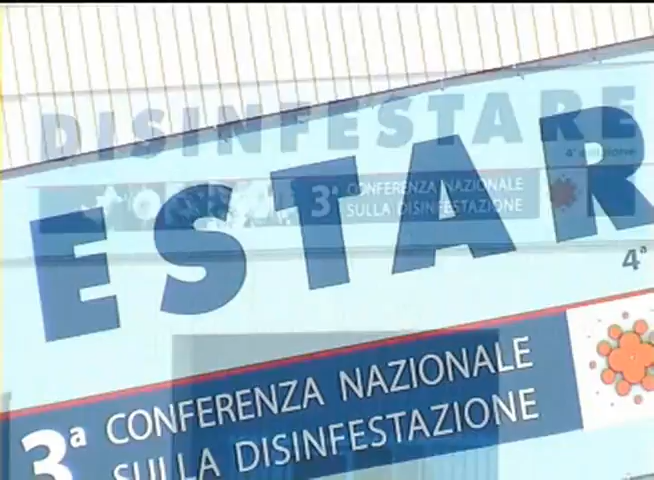 DISINFESTARE
4ª edizione
3ª CONFERENZA NAZIONALE
SULLA DISINFESTAZIONE
ESTAR
4ª
3ª CONFERENZA NAZIONALE
SULLA DISINFESTAZIONE